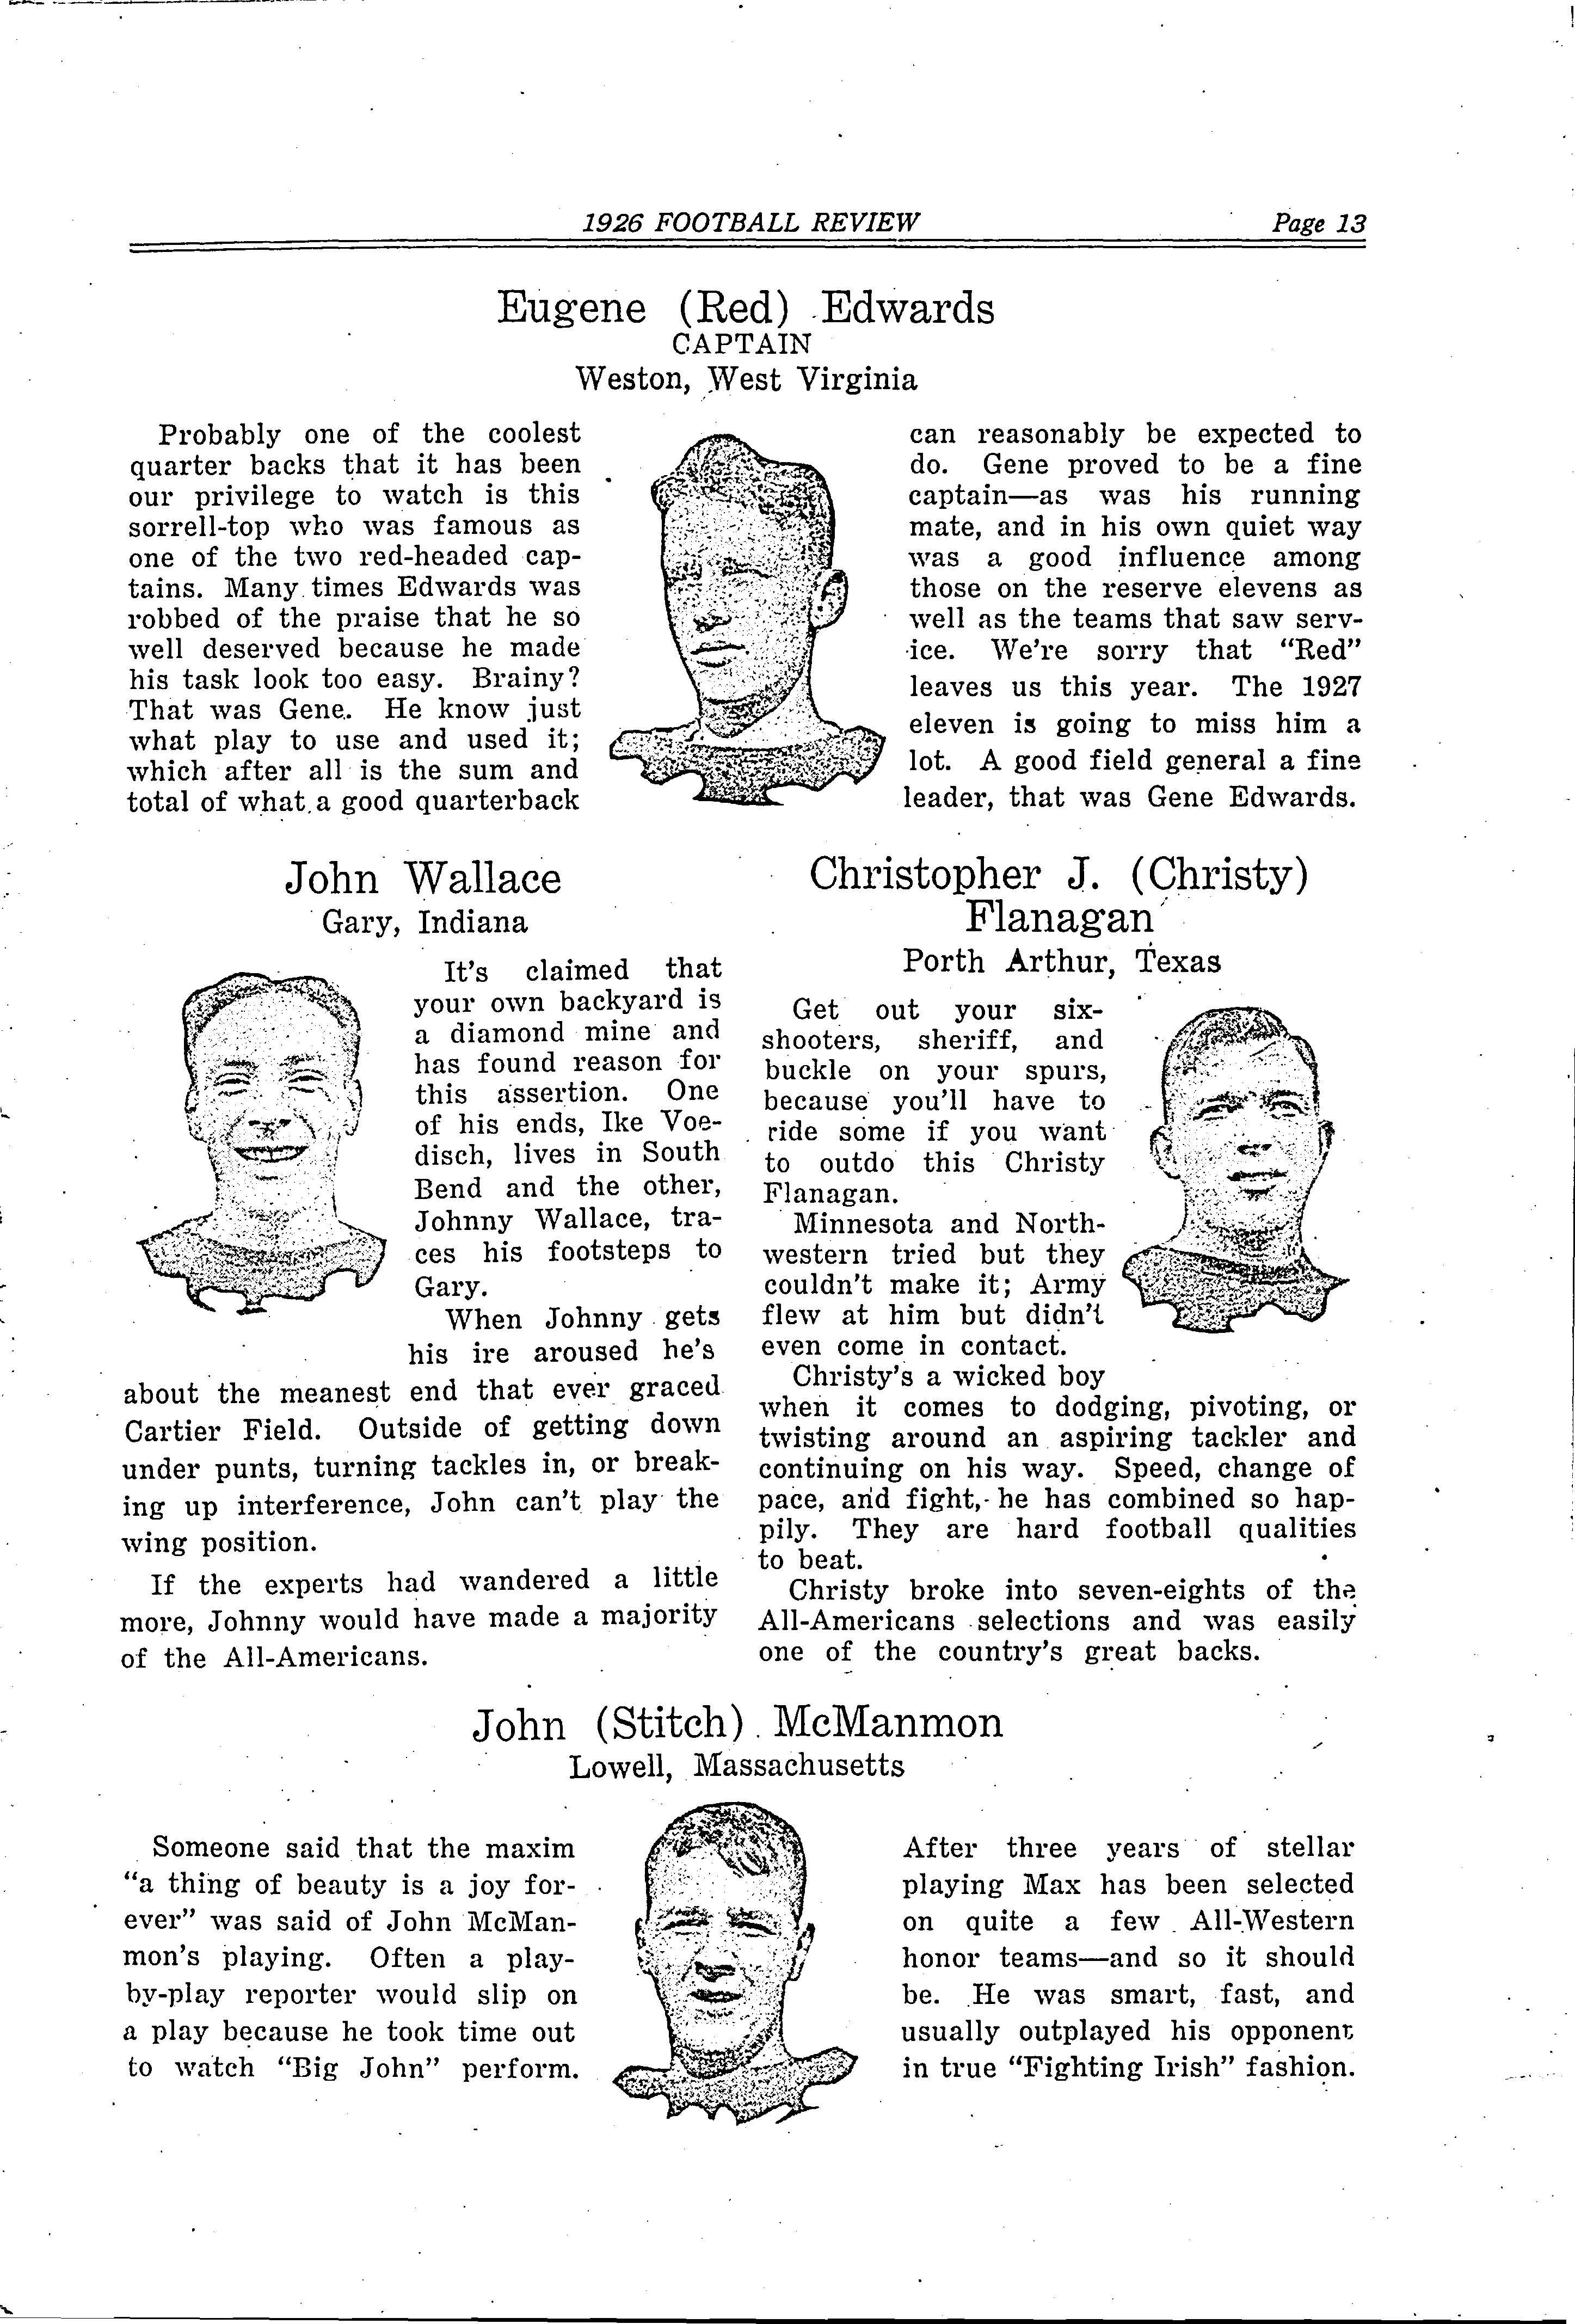 1926 FOOTBALL REVIEW Page 13
Eugene (Red) Edwards
CAPTAIN
Weston, West Virginia
Probably one of the coolest
quarter backs that it has been
our privilege to watch is this
sorrell-top who was famous as
one of the two red-headed cap-
tains. Many times Edwards was
robbed of the praise that he so
well deserved because he made
his task look too easy. Brainy?
That was Gene. He know just
what play to use and used it;
which after all is the sum and
total of what a good quarterback
can reasonably be expected to
do. Gene proved to be a fine
captain—as was his running
mate, and in his own quiet way
was a good influence among
those on the reserve elevens as
well as the teams that saw serv-
ice. We're sorry that "Red"
leaves us this year. The 1927
eleven is going to miss him a
lot. A good field general a fine
leader, that was Gene Edwards.
John Wallace
Gary, Indiana
It's claimed that
your own backyard is
a diamond mine and
has found reason for
this assertion. One
of his ends, Ike Voe-
disch, lives in South
Bend and the other,
Johnny Wallace, tra-
ces his footsteps to
Gary.
When Johnny gets
his ire aroused he's
about the meanest end that ever graced
Cartier Field. Outside of getting down
under punts, turning tackles in, or break-
ing up interference, John can't play the
wing position.
If the experts had wandered a little
more, Johnny would have made a majority
of the All-Americans.
Christopher J. (Christy)
Flanagan
Porth Arthur, Texas
Get out your six-
shooters, sheriff, and
buckle on your spurs,
because you'll have to
ride some if you want
to outdo this Christy
Flanagan.
Minnesota and North-
western tried but they
couldn't make it; Army
flew at him but didn't
even come in contact.
Christy's a wicked boy
when it comes to dodging, pivoting, or
twisting around an aspiring tackler and
continuing on his way. Speed, change of
pace, and fight, he has combined so hap-
pily. They are hard football qualities
to beat.
Christy broke into seven-eights of the
All-Americans selections and was easily
one of the country's great backs.
John (Stitch) McManmon
Lowell, Massachusetts
Someone said that the maxim
"a thing of beauty is a joy for-
ever" was said of John McMan-
mon's playing. Often a play-
by-play reporter would slip on
a play because he took time out
to watch "Big John" perform.
After three years of stellar
playing Max has been selected
on quite a few All-Western
honor teams—and so it should
be. He was smart, fast, and
usually outplayed his opponent
in true "Fighting Irish" fashion.